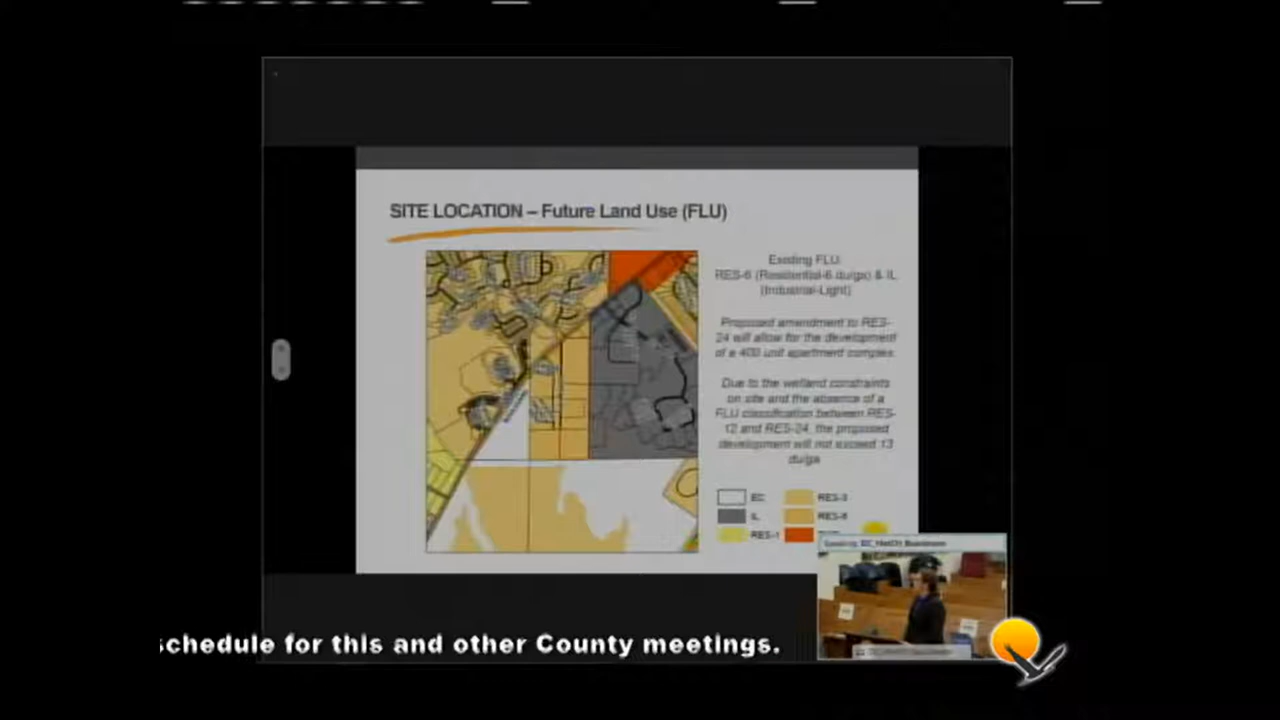 SITE LOCATION – Future Land Use (FLU)
Existing FLU:
RES-6 (Residential-6 du/ga) & IL
(Industrial-Light)
Proposed amendment to RES-
24 will allow for the development
of a 400 unit apartment complex.
Due to the wetland constraints
on site and the absence of a
FLU classification between RES-
12 and RES-24, the proposed
development will not exceed 13
du/ga
EC
IL
RES-1
RES-3
RES-6
schedule for this and other County meetings.